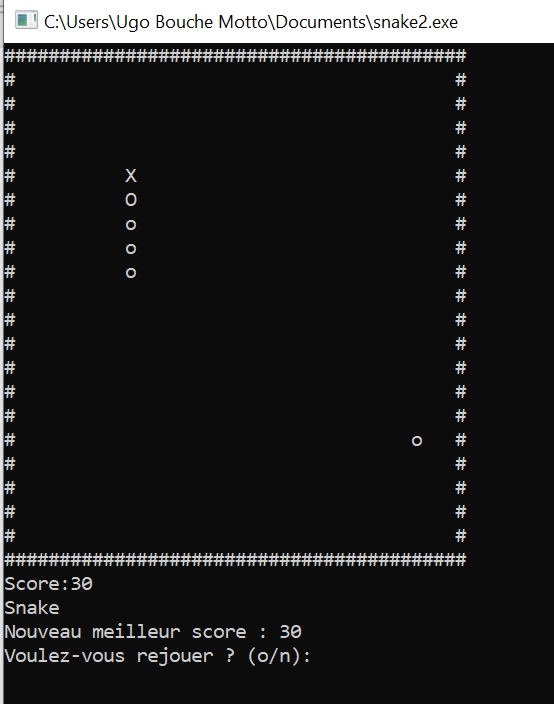 C:\Users\Ugo Bouche Motto\Documents\snake2.exe
##########################################
#                                        #
#                                        #
#                                        #
#                                        #
#          X                             #
#          O                             #
#          o                             #
#          o                             #
#          o                             #
#                                        #
#                                        #
#                                        #
#                                        #
#                                        #
#                                        #
#                                    o   #
#                                        #
#                                        #
#                                        #
#                                        #
##########################################
Score:30
Snake
Nouveau meilleur score : 30
Voulez-vous rejouer ? (o/n):